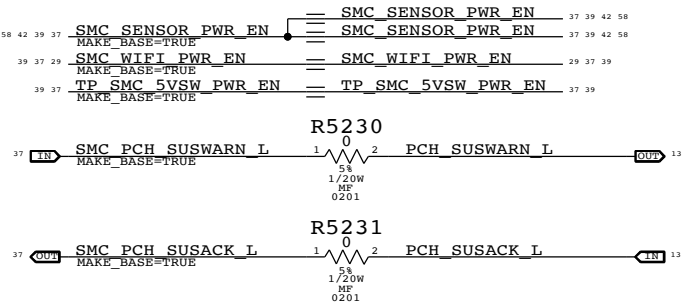 SMC_SENSOR_PWR_EN 37 39 42 58
58 42 39 37 SMC_SENSOR_PWR_EN SMC_SENSOR_PWR_EN 37 39 42 58
MAKE_BASE=TRUE
39 37 29 SMC_WIFI_PWR_EN SMC_WIFI_PWR_EN 29 37 39
MAKE_BASE=TRUE
39 37 TP_SMC_5VSW_PWR_EN TP_SMC_5VSW_PWR_EN 37 39
MAKE_BASE=TRUE
R5230
0
37 IN SMC_PCH_SUSWARN_L 1 2 PCH_SUSWARN_L OUT 13
MAKE_BASE=TRUE
5%
1/20W
MF
0201
R5231
0
37 OUT SMC_PCH_SUSACK_L 1 2 PCH_SUSACK_L IN 13
MAKE_BASE=TRUE
5%
1/20W
MF
0201